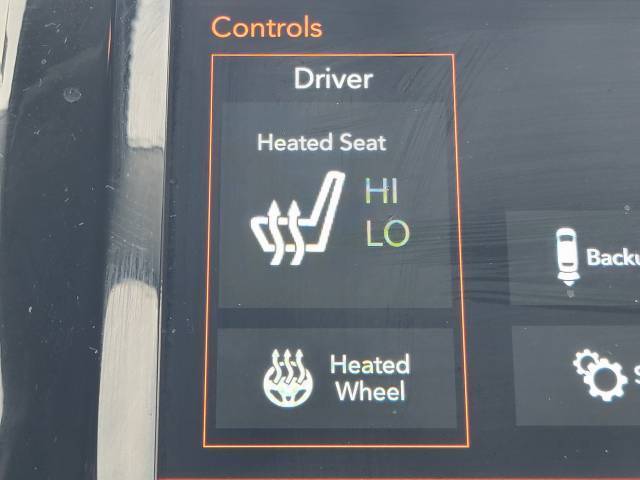 Controls
Driver
Heated Seat
HI
LO
Heated
Wheel